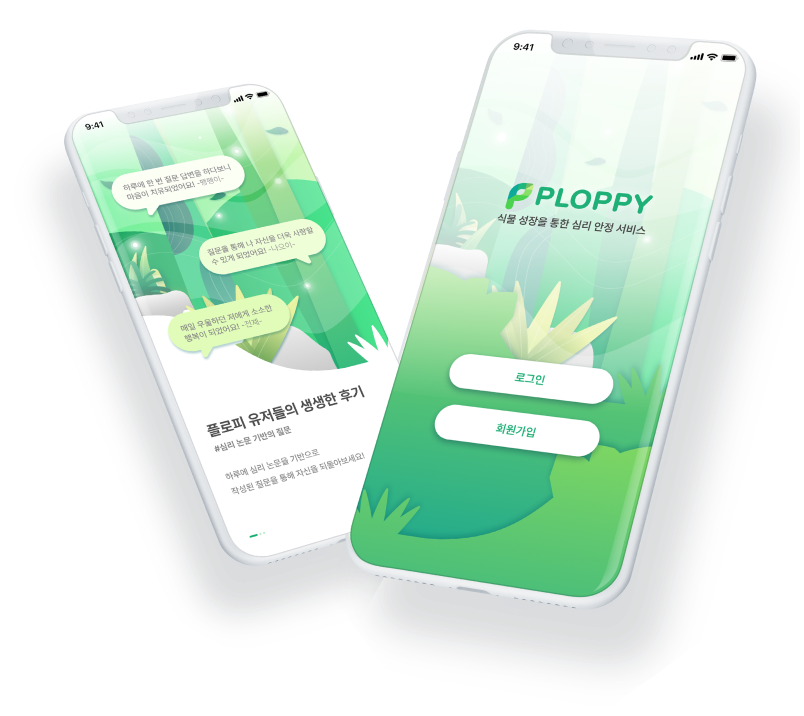 9:41
하루에 한 번 질문 답변을 하다보니
마음이 치유되었어요! -뗑뗑이-
질문을 통해 나 자신을 더욱 사랑할
수 있게 되었어요! -나으이-
매일 우울하던 저에게 소소한
행복이 되었어요! -전재-
플로피 유저들의 생생한 후기
#심리 논문 기반의 질문
하루에 심리 논문을 기반으로
작성된 질문을 통해 자신을 되돌아보세요!
9:41
PLOPPY
식물 성장을 통한 심리 안정 서비스
로그인
회원가입